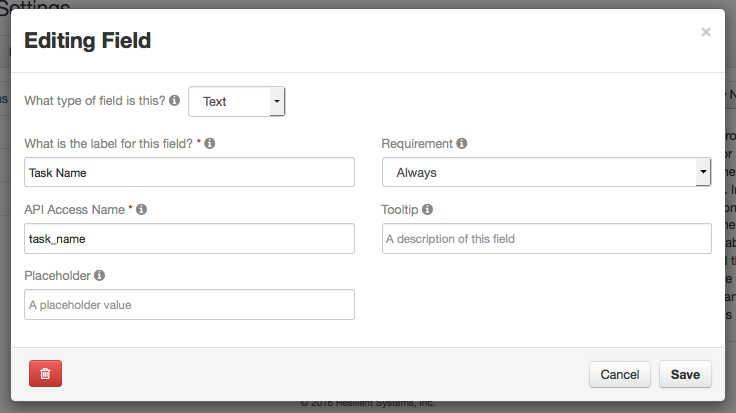 Settings
Editing Field
×
What type of field is this?
Text
What is the label for this field? *
Requirement
Task Name
Always
API Access Name *
Tooltip
task_name
A description of this field
Placeholder
A placeholder value
Cancel
Save
© 2016 Resilient Systems, Inc.